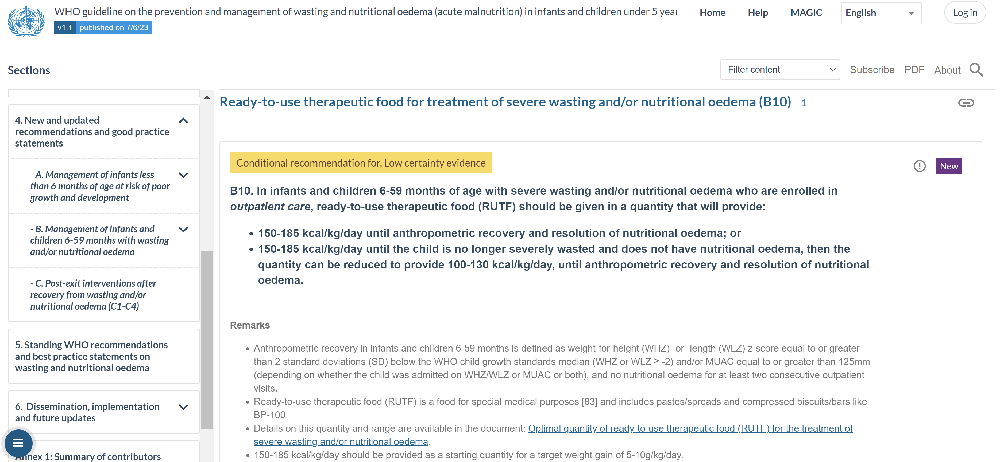 WHO guideline on the prevention and management of wasting and nutritional oedema (acute malnutrition) in infants and children under 5 year
v1.1 published on 7/6/23
Home
Help
MAGIC
English
Log in
Sections
Filter content
Subscribe
PDF
About
4. New and updated
recommendations and good practice
statements
- A. Management of infants less
than 6 months of age at risk of poor
growth and development
- B. Management of infants and
children 6-59 months with wasting
and/or nutritional oedema
- C. Post-exit interventions after
recovery from wasting and/or
nutritional oedema (C1-C4)
5. Standing WHO recommendations
and best practice statements on
wasting and nutritional oedema
6. Dissemination, implementation
and future updates
Annex 1: Summary of contributors
Ready-to-use therapeutic food for treatment of severe wasting and/or nutritional oedema (B10) 1
Conditional recommendation for, Low certainty evidence
New
B10. In infants and children 6-59 months of age with severe wasting and/or nutritional oedema who are enrolled in
outpatient care, ready-to-use therapeutic food (RUTF) should be given in a quantity that will provide:
• 150-185 kcal/kg/day until anthropometric recovery and resolution of nutritional oedema; or
• 150-185 kcal/kg/day until the child is no longer severely wasted and does not have nutritional oedema, then the
quantity can be reduced to provide 100-130 kcal/kg/day, until anthropometric recovery and resolution of nutritional
oedema.
Remarks
• Anthropometric recovery in infants and children 6-59 months is defined as weight-for-height (WHZ) -or -length (WLZ) z-score equal to or greater
than 2 standard deviations (SD) below the WHO child growth standards median (WHZ or WLZ ≥ -2) and/or MUAC equal to or greater than 125mm
(depending on whether the child was admitted on WHZ/WLZ or MUAC or both), and no nutritional oedema for at least two consecutive outpatient
visits.
• Ready-to-use therapeutic food (RUTF) is a food for special medical purposes [83] and includes pastes/spreads and compressed biscuits/bars like
BP-100.
• Details on this quantity and range are available in the document: Optimal quantity of ready-to-use therapeutic food (RUTF) for the treatment of
severe wasting and/or nutritional oedema.
• 150-185 kcal/kg/day should be provided as a starting quantity for a target weight gain of 5-10g/kg/day.